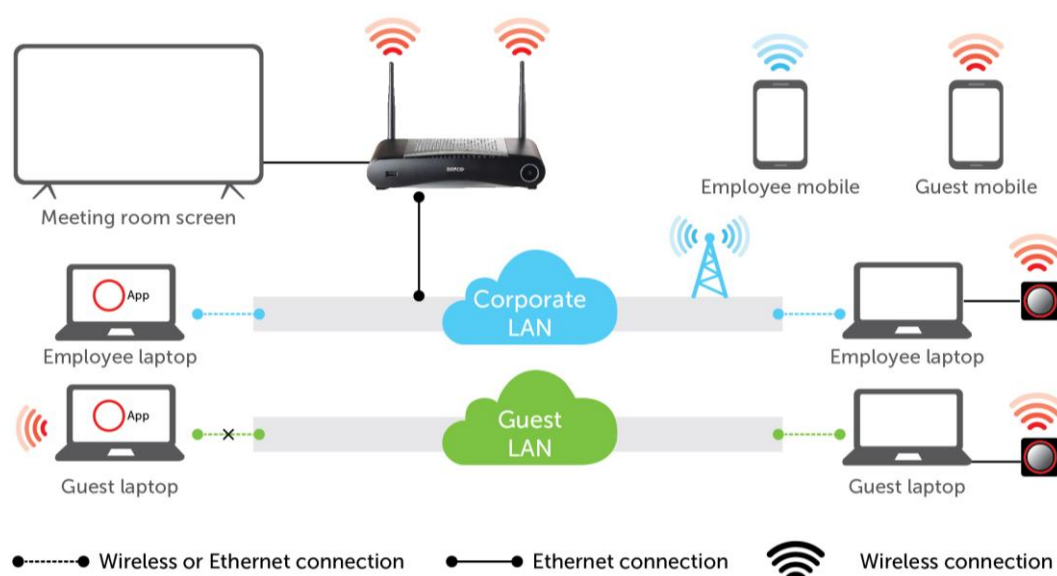 BARCO
Employee mobile
Guest mobile
Meeting room screen
App
Corporate
LAN
Employee laptop
Employee laptop
App
Guest
LAN
Guest laptop
Guest laptop
Wireless or Ethernet connection
Ethernet connection
Wireless connection